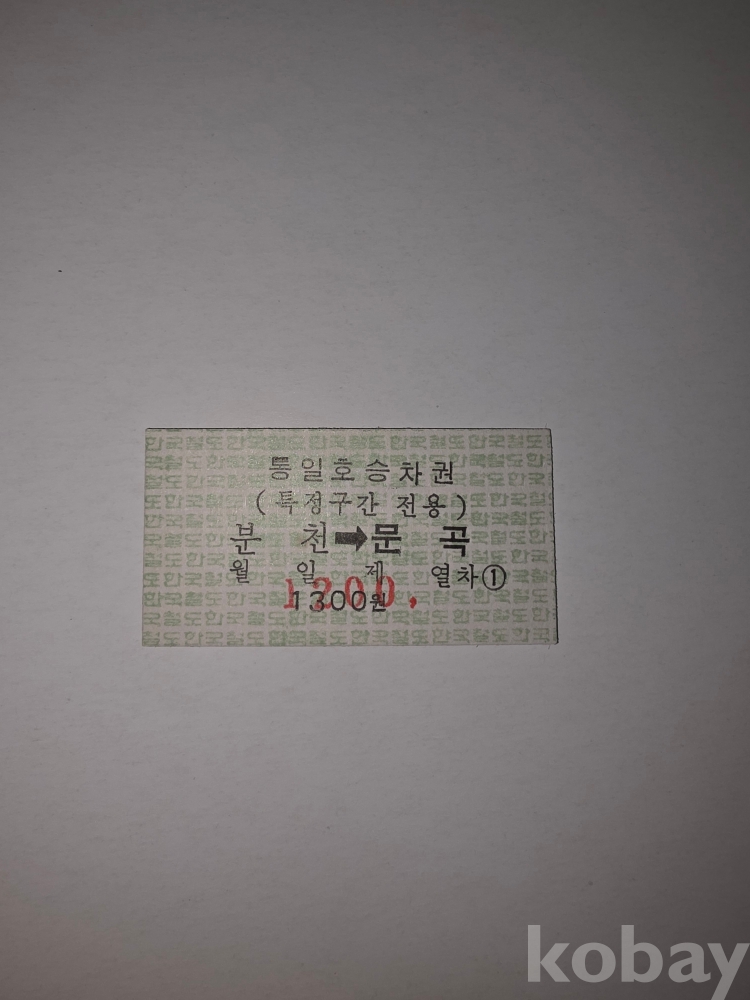 통일호승차권
(특정구간 전용)
분 천➡문 곡
월 일 제 열차①
1200,
1300원
kobay